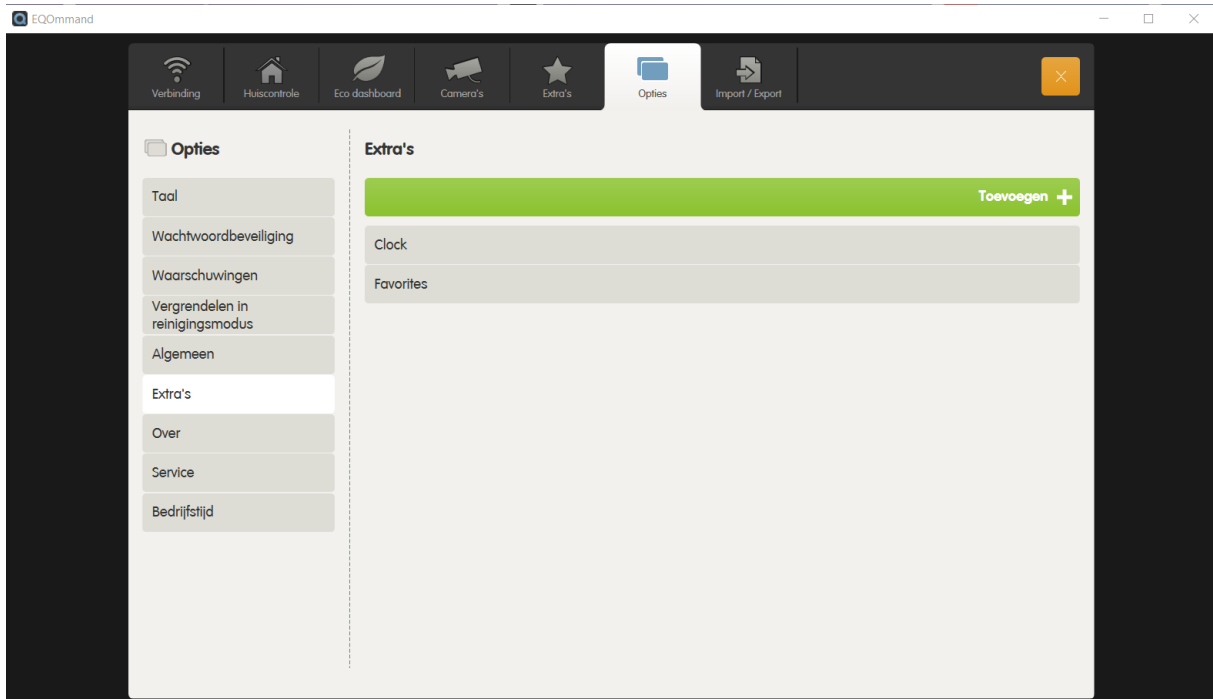 EQOmmand
Verbinding
Huiscontrole
Eco dashboard
Camera's
Extra's
Opties
Import / Export
Opties
Taal
Wachtwoordbeveiliging
Waarschuwingen
Vergrendelen in
reinigingsmodus
Algemeen
Extra's
Over
Service
Bedrijfstijd
Extra's
Toevoegen
Clock
Favorites